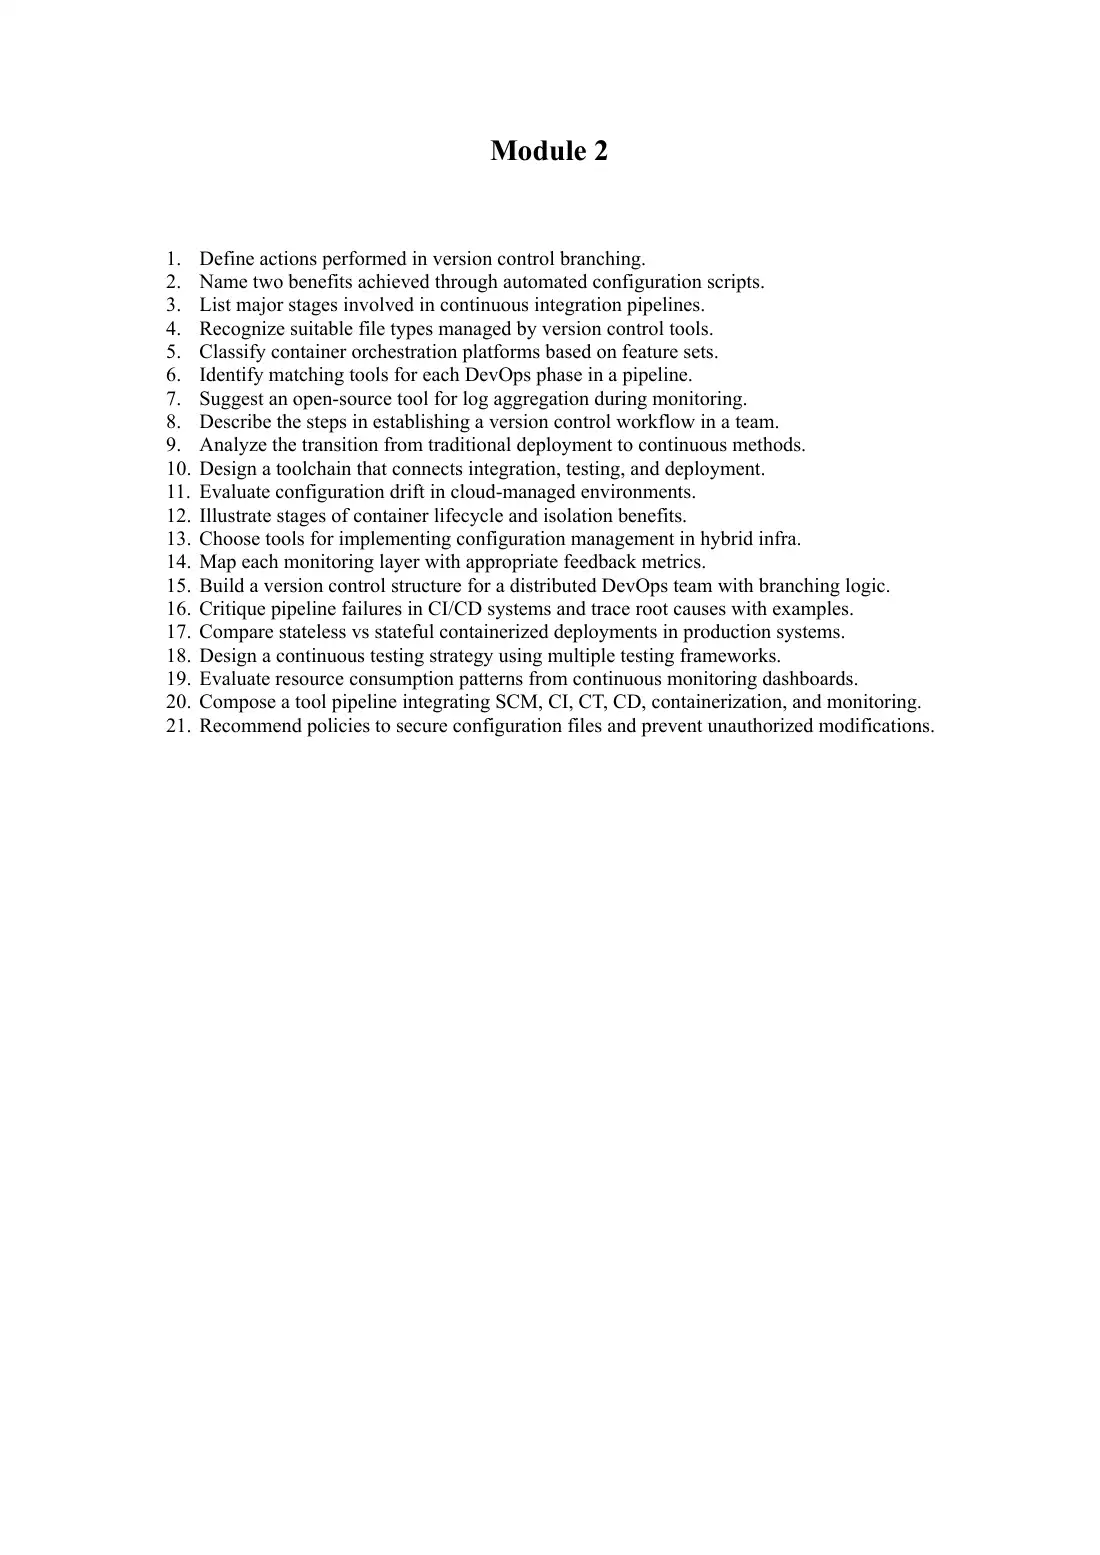 Module 2
1. Define actions performed in version control branching.
2. Name two benefits achieved through automated configuration scripts.
3. List major stages involved in continuous integration pipelines.
4. Recognize suitable file types managed by version control tools.
5. Classify container orchestration platforms based on feature sets.
6. Identify matching tools for each DevOps phase in a pipeline.
7. Suggest an open-source tool for log aggregation during monitoring.
8. Describe the steps in establishing a version control workflow in a team.
9. Analyze the transition from traditional deployment to continuous methods.
10. Design a toolchain that connects integration, testing, and deployment.
11. Evaluate configuration drift in cloud-managed environments.
12. Illustrate stages of container lifecycle and isolation benefits.
13. Choose tools for implementing configuration management in hybrid infra.
14. Map each monitoring layer with appropriate feedback metrics.
15. Build a version control structure for a distributed DevOps team with branching logic.
16. Critique pipeline failures in CI/CD systems and trace root causes with examples.
17. Compare stateless vs stateful containerized deployments in production systems.
18. Design a continuous testing strategy using multiple testing frameworks.
19. Evaluate resource consumption patterns from continuous monitoring dashboards.
20. Compose a tool pipeline integrating SCM, CI, CT, CD, containerization, and monitoring.
21. Recommend policies to secure configuration files and prevent unauthorized modifications.